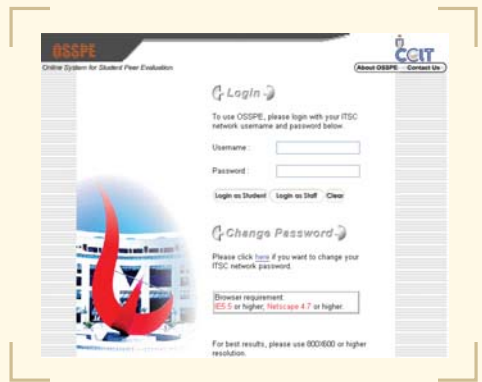 OSSPE
CCIT
Online System for Student Peer Evaluation
About OSSPE Contact Us
Login
To use OSSPE, please login with your ITSC
network username and password below.
Username :
Password :
Login as Student Login as Staff Clear
Change Password
Please click here if you want to change your
ITSC network password.
Browser requirement:
IE5.5 or higher; Netscape 4.7 or higher.
For best results, please use 800X600 or higher
resolution.